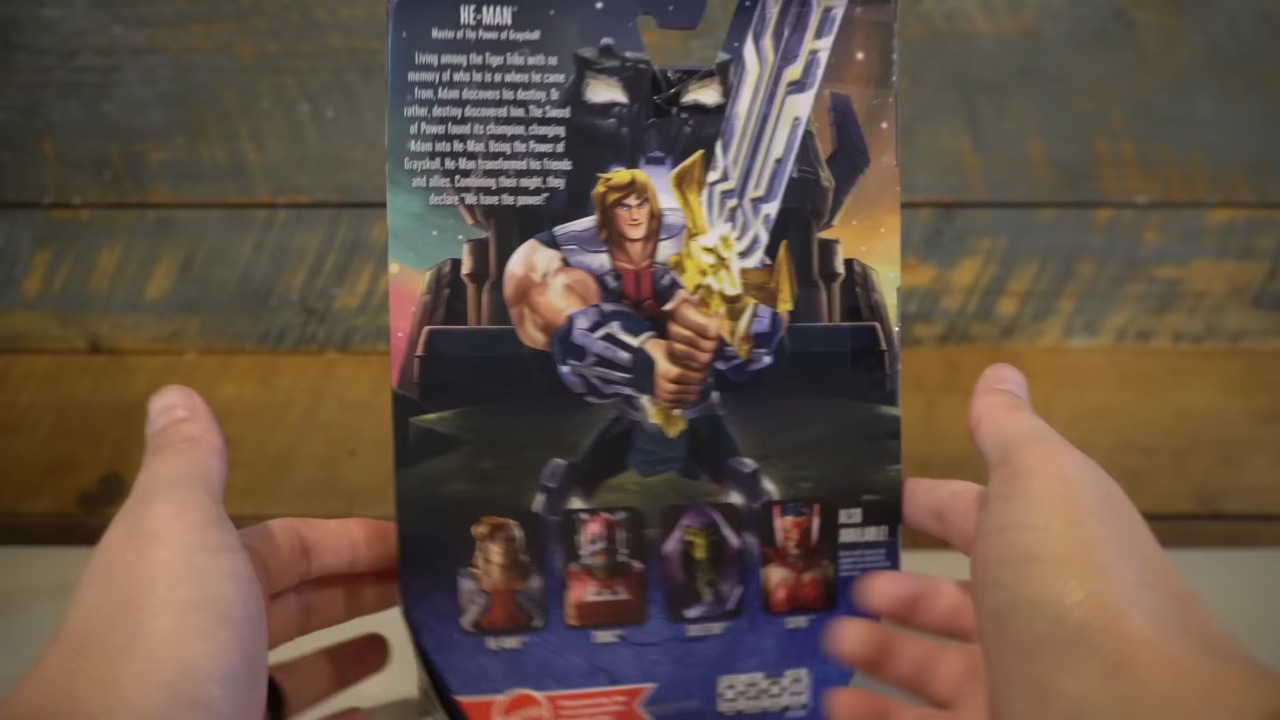 HE-MAN™
Master of The Power of Grayskull
Living among the Tiger Tribe with no
memory of who he is or where he came
from, Adam discovers his destiny. Or
rather, destiny discovered him. The Sword
of Power found its champion, changing
Adam into He-Man. Using the Power of
Grayskull, He-Man transformed his friends
and allies. Combining their might, they
declare "We have the power!"
ALSO
AVAILABLE!